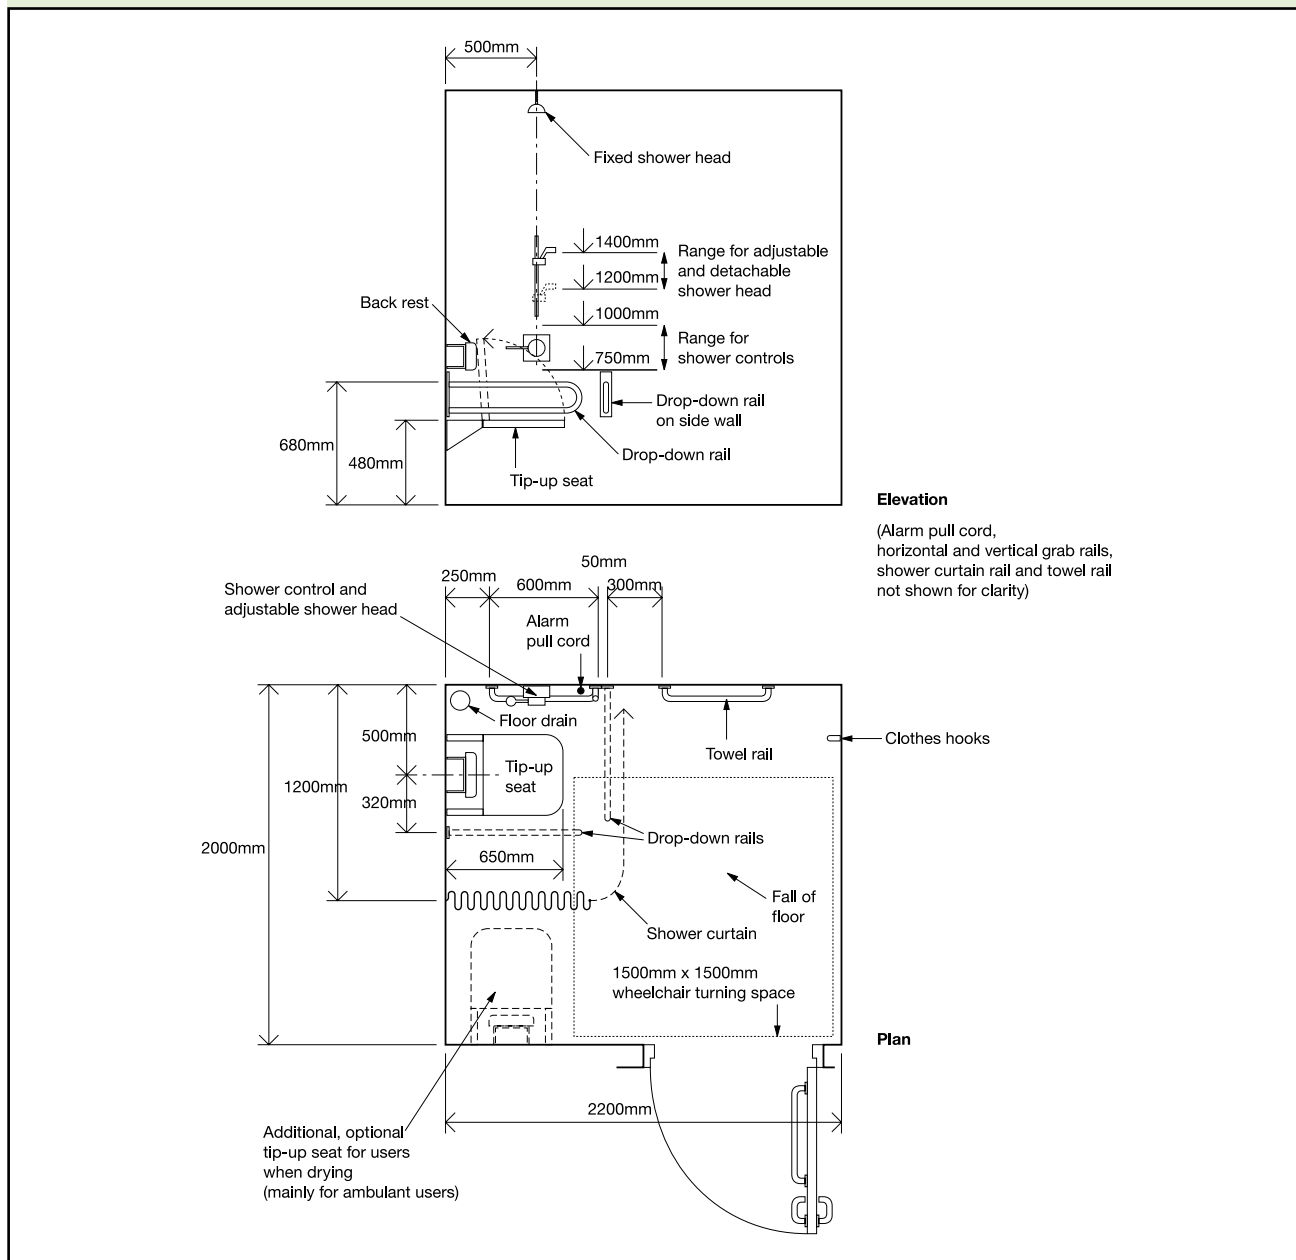 500mm
Fixed shower head
1400mm
Range for adjustable
and detachable
shower head
1200mm
Back rest
1000mm
Range for
shower controls
750mm
Drop-down rail
on side wall
680mm
480mm
Drop-down rail
Tip-up seat
Elevation
(Alarm pull cord,
horizontal and vertical grab rails,
shower curtain rail and towel rail
not shown for clarity)
50mm
250mm
600mm
300mm
Shower control and
adjustable shower head
Alarm
pull cord
Floor drain
500mm
Towel rail
Clothes hooks
Tip-up
seat
1200mm
320mm
2000mm
Drop-down rails
650mm
Fall of
floor
Shower curtain
1500mm x 1500mm
wheelchair turning space
Plan
2200mm
Additional, optional
tip-up seat for users
when drying
(mainly for ambulant users)